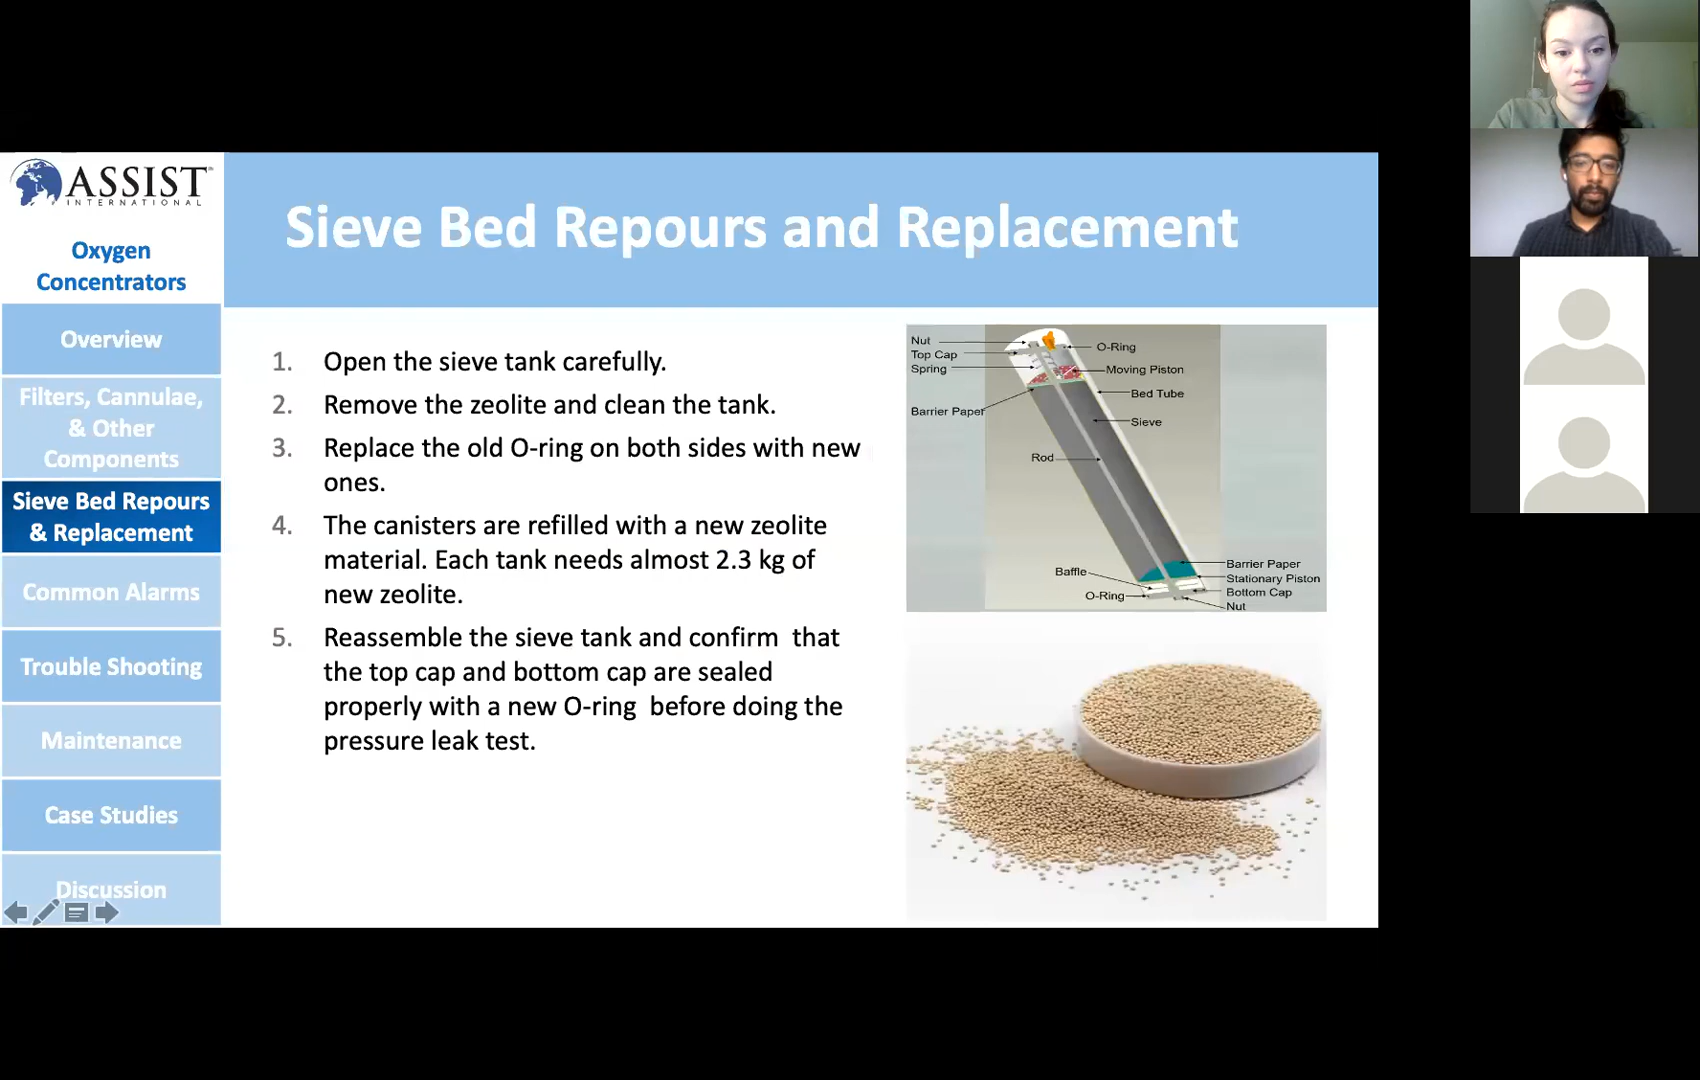 ASSIST
INTERNATIONAL
Oxygen
Concentrators
Overview
Filters, Cannulae,
& Other
Components
Sieve Bed Repours
& Replacement
Common Alarms
Trouble Shooting
Maintenance
Case Studies
Discussion
Sieve Bed Repours and Replacement
1. Open the sieve tank carefully.
2. Remove the zeolite and clean the tank.
3. Replace the old O-ring on both sides with new
ones.
4. The canisters are refilled with a new zeolite
material. Each tank needs almost 2.3 kg of
new zeolite.
5. Reassemble the sieve tank and confirm that
the top cap and bottom cap are sealed
properly with a new O-ring before doing the
pressure leak test.
Nut
Top Cap
Spring
Barrier Paper
Rod
Baffle
O-Ring
O-Ring
Moving Piston
Bed Tube
Sieve
Barrier Paper
Stationary Piston
Bottom Cap
Nut